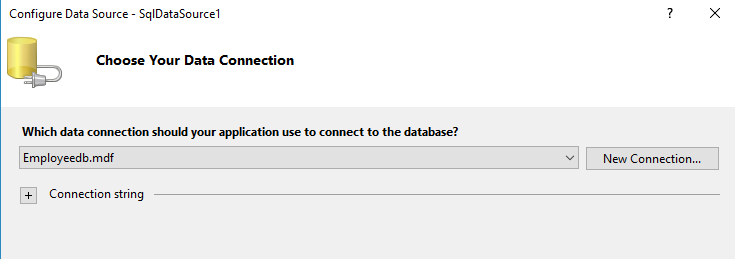 Configure Data Source - SqlDataSource1
?
Choose Your Data Connection
Which data connection should your application use to connect to the database?
Employeedb.mdf
New Connection...
+ Connection string